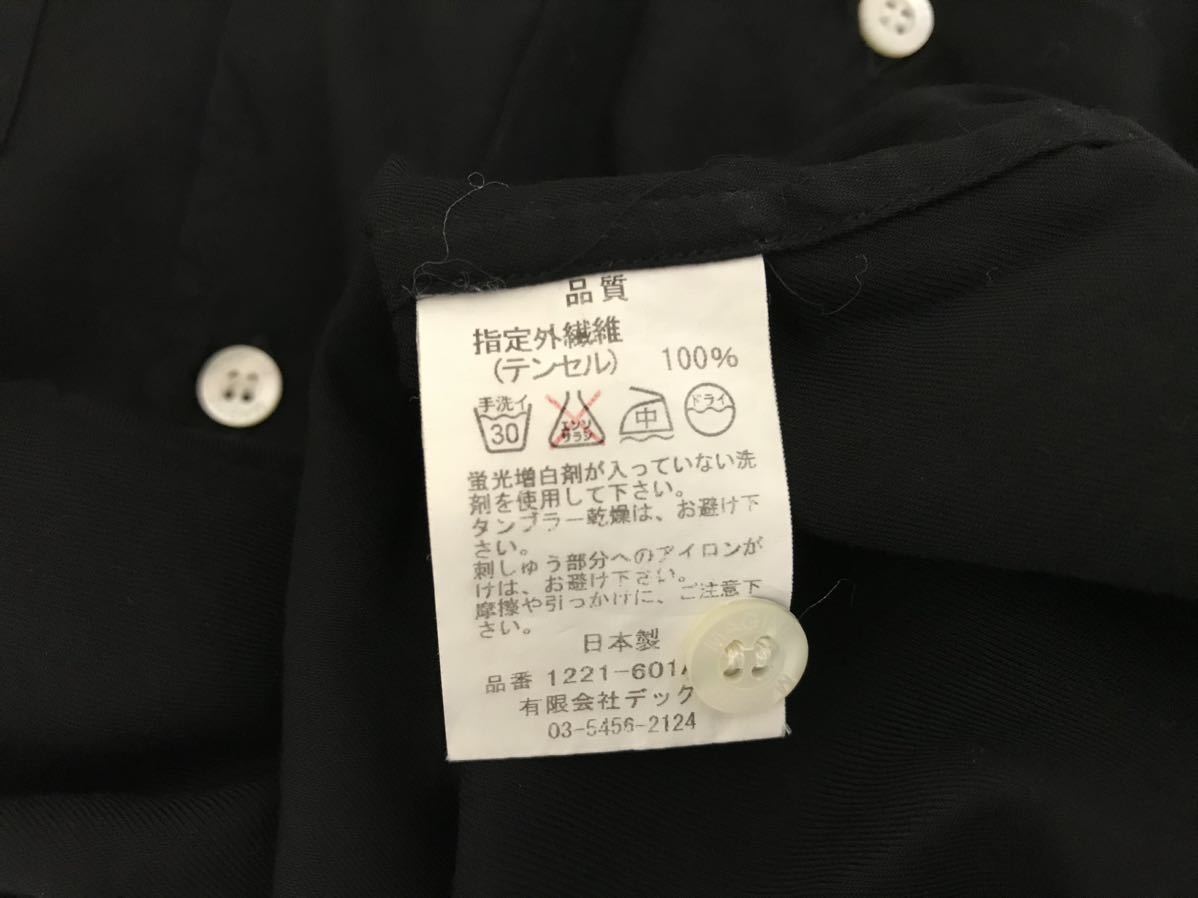 品質
指定外繊維
(テンセル) 100%
手洗イ
30
エンソ
サラシ
中
ドライ
蛍光増白剤が入っていない洗
剤を使用して下さい。
タンブラー乾燥は、お避け下
さい。
刺しゅう部分へのアイロンが
けは、お避け下さい。
摩擦や引っかけに、ご注意下
さい。
日本製
品番 1221-601
有限会社デック
03-5456-2124